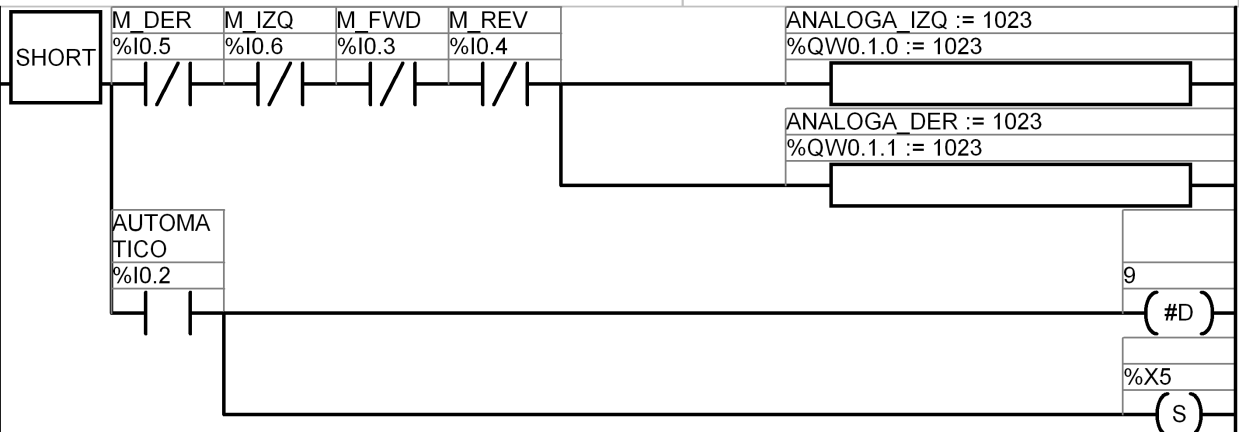 M_DER M_IZQ M_FWD M_REV ANALOGA_IZQ := 1023
SHORT %I0.5 %I0.6 %I0.3 %I0.4 %QW0.1.0 := 1023
ANALOGA_DER := 1023
%QW0.1.1 := 1023
AUTOMA
TICO
%I0.2 9
#D
%X5
S